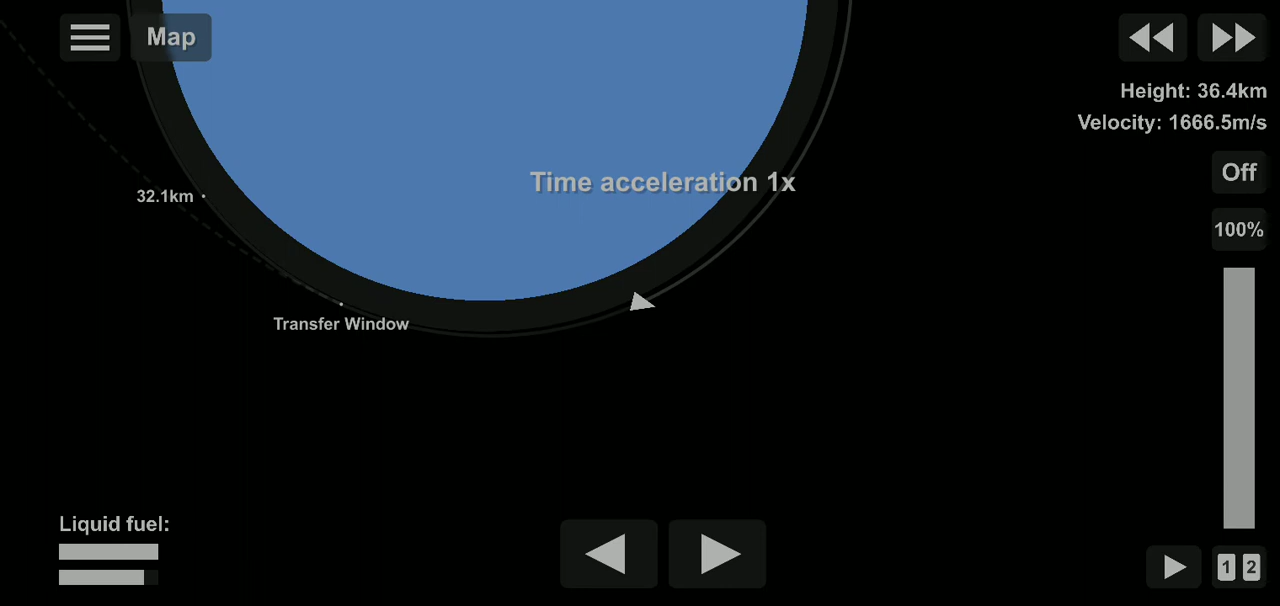 Map
Height: 36.4km
Velocity: 1666.5m/s
Off
Time acceleration 1x
32.1km
100%
Transfer Window
Liquid fuel:
1 2